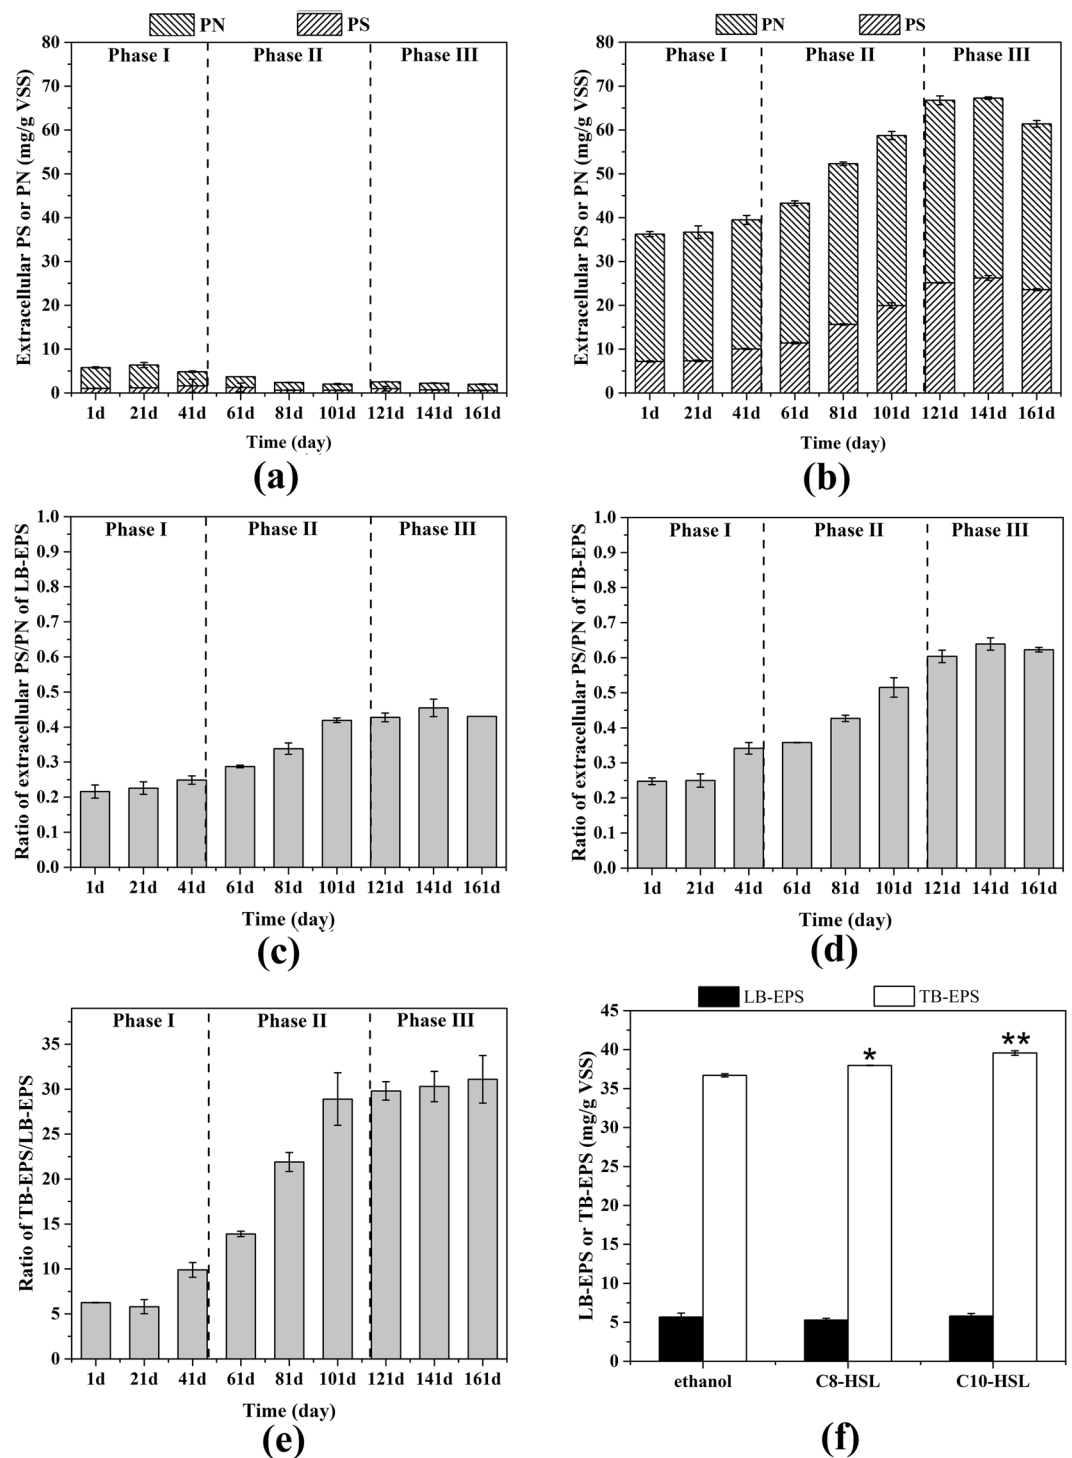 PN PS
Phase I Phase II Phase III
Extracellular PS or PN (mg/g VSS)
80
70
60
50
40
30
20
10
0
1d 21d 41d 61d 81d 101d 121d 141d 161d
Time (day)
(a)
PN PS
Phase I Phase II Phase III
Extracellular PS or PN (mg/g VSS)
80
70
60
50
40
30
20
10
0
1d 21d 41d 61d 81d 101d 121d 141d 161d
Time (day)
(b)
Phase I Phase II Phase III
Ratio of extracellular PS/PN of LB-EPS
1.0
0.9
0.8
0.7
0.6
0.5
0.4
0.3
0.2
0.1
0.0
1d 21d 41d 61d 81d 101d 121d 141d 161d
Time (day)
(c)
Phase I Phase II Phase III
Ratio of extracellular PS/PN of TB-EPS
1.0
0.9
0.8
0.7
0.6
0.5
0.4
0.3
0.2
0.1
0.0
1d 21d 41d 61d 81d 101d 121d 141d 161d
Time (day)
(d)
Phase I Phase II Phase III
Ratio of TB-EPS/LB-EPS
35
30
25
20
15
10
5
0
1d 21d 41d 61d 81d 101d 121d 141d 161d
Time (day)
(e)
LB-EPS TB-EPS
LB-EPS or TB-EPS (mg/g VSS)
45
40
35
30
25
20
15
10
5
0
* **
ethanol C8-HSL C10-HSL
(f)